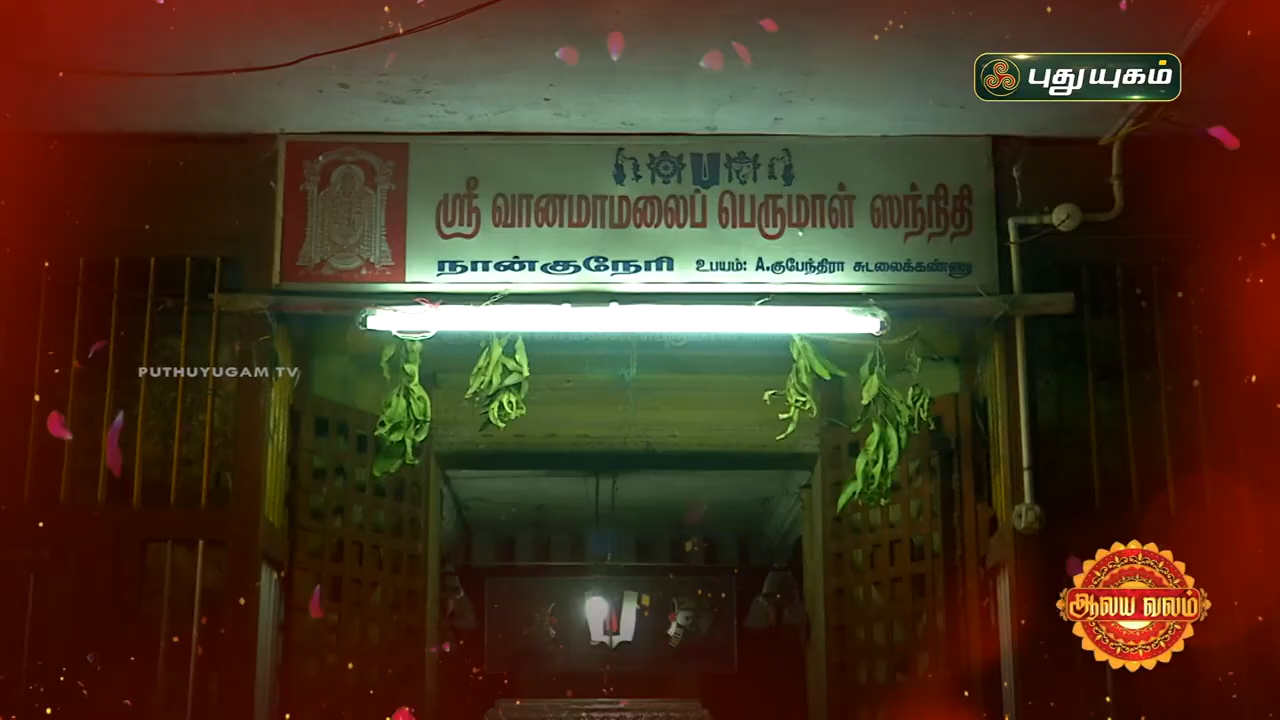 புதுயுகம்
ஸ்ரீ வானமாமலைப் பெருமாள் ஸந்நிதி
நான்குநேரி உபயம்: A.குபேந்திரா சுடலைக்கண்ணு
PUTHUYUGAM TV
ஆலய வலம்